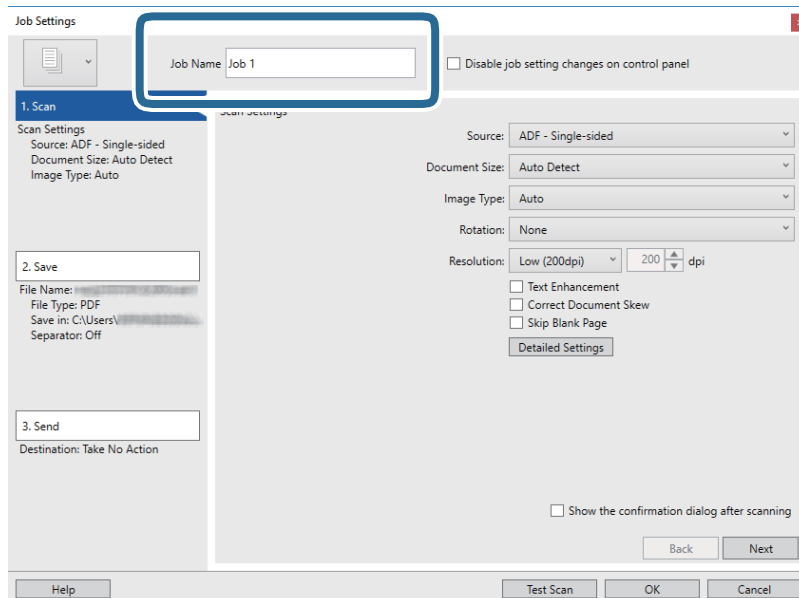 Job Settings
Job Name Job 1
Disable job setting changes on control panel
1. Scan
Scan Settings
Source: ADF - Single-sided
Document Size: Auto Detect
Image Type: Auto
2. Save
File Name:
File Type: PDF
Save in: C:\Users\
Separator: Off
3. Send
Destination: Take No Action
Scan Settings
Source: ADF - Single-sided
Document Size: Auto Detect
Image Type: Auto
Rotation: None
Resolution: Low (200dpi) 200 dpi
Text Enhancement
Correct Document Skew
Skip Blank Page
Detailed Settings
Show the confirmation dialog after scanning
Back Next
Help Test Scan OK Cancel